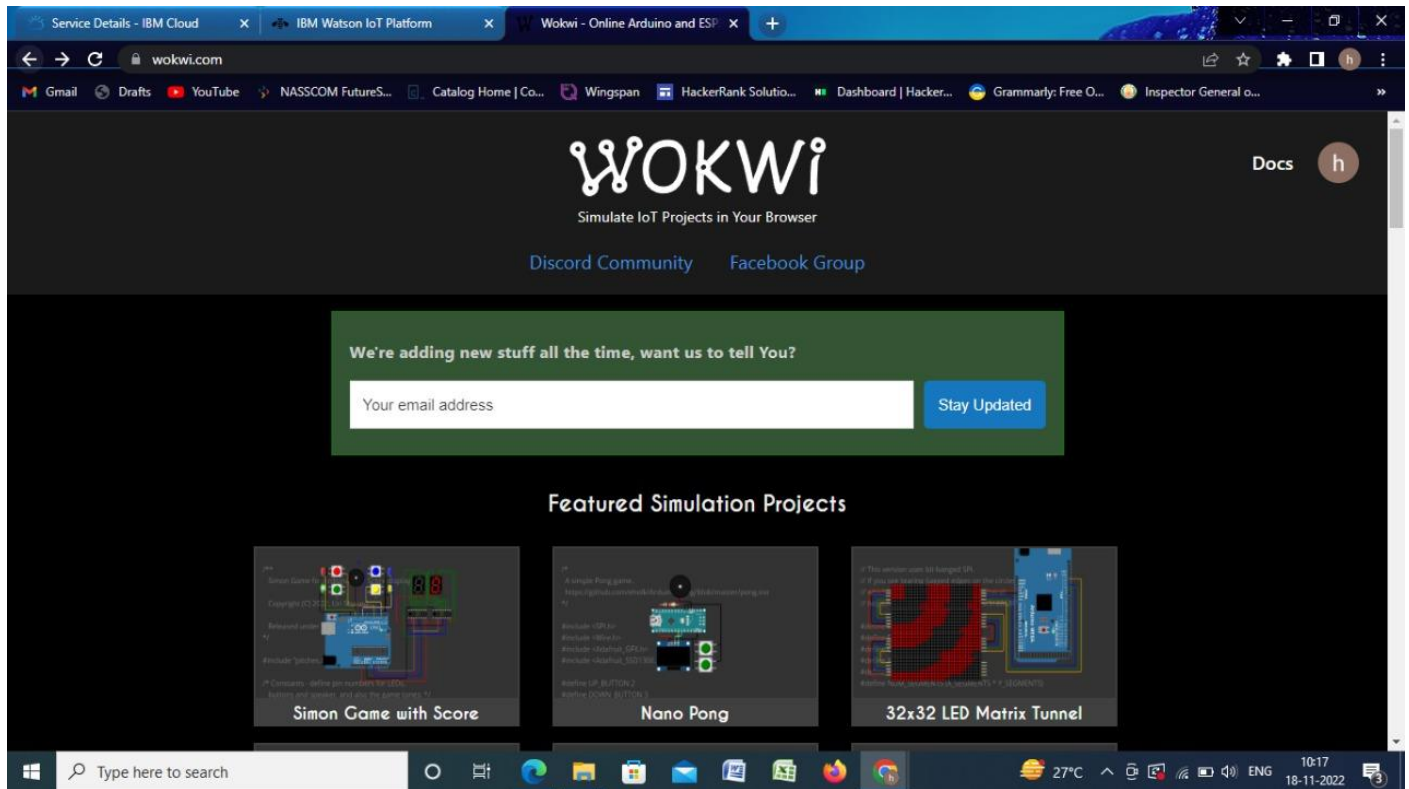 Service Details - IBM Cloud
IBM Watson IoT Platform
Wokwi - Online Arduino and ESP
wokwi.com
Gmail
Drafts
YouTube
NASSCOM FutureS...
Catalog Home | Co...
Wingspan
HackerRank Solutio...
Dashboard | Hacker...
Grammarly: Free O...
Inspector General o...
WOKWi
Simulate IoT Projects in Your Browser
Docs
h
Discord Community
Facebook Group
We're adding new stuff all the time, want us to tell You?
Your email address
Stay Updated
Featured Simulation Projects
Simon Game with Score
Nano Pong
32x32 LED Matrix Tunnel
Type here to search
27°C
ENG
10:17
18-11-2022